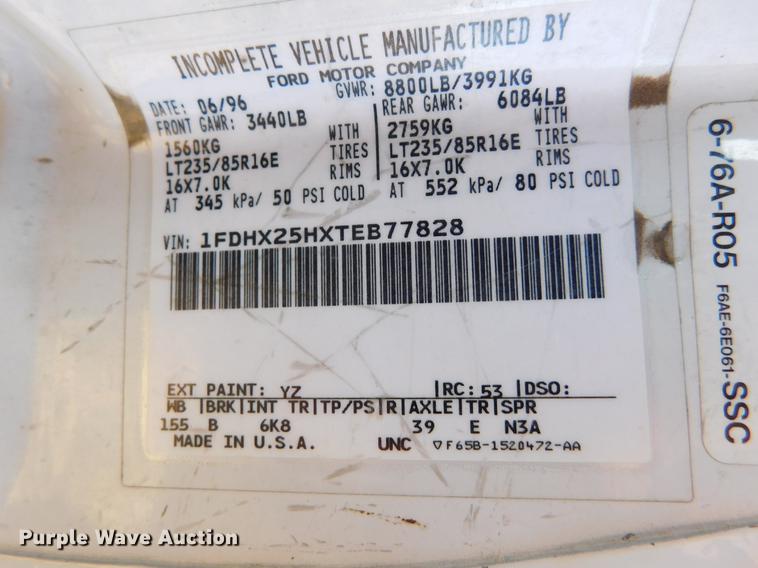 INCOMPLETE VEHICLE MANUFACTURED BY
FORD MOTOR COMPANY
DATE: 06/96 GVWR: 8800LB/3991KG
FRONT GAWR: 3440LB REAR GAWR: 6084LB
1560KG WITH 2759KG WITH
LT235/85R16E TIRES LT235/85R16E TIRES
16X7.0K RIMS 16X7.0K RIMS
AT 345 kPa/ 50 PSI COLD AT 552 kPa/ 80 PSI COLD
VIN: 1FDHX25HXTEB77828
EXT PAINT: YZ |RC: 53 |DSO:
WB |BRK|INT TR|TP/PS|R|AXLE|TR|SPR
155 B 6K8 39 E N3A
MADE IN U.S.A. UNC ▽F65B-1520472-AA
6-76A-R05
F6AE-6E061-SSC
Purple Wave Auction